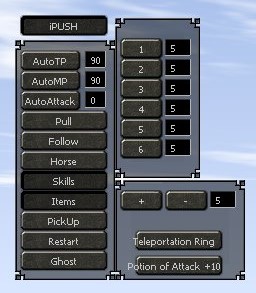 iPUSH
AutoTP 90
AutoMP 90
AutoAttack 0
Pull
Follow
Horse
Skills
Items
PickUp
Restart
Ghost
1 5
2 5
3 5
4 5
5 5
6 5
+ - 5
Teleportation Ring
Potion of Attack +10